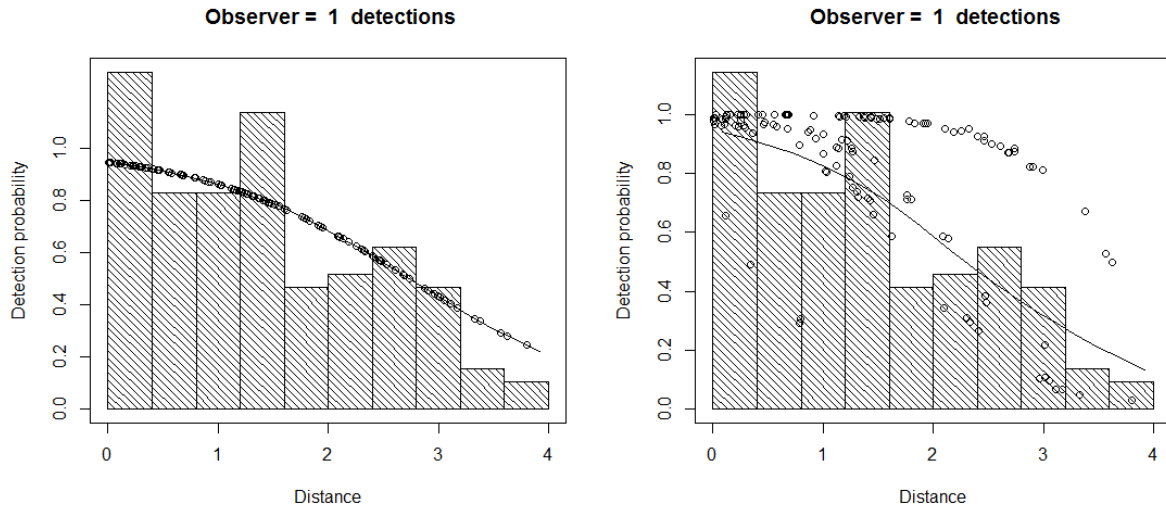 Observer = 1 detections
Detection probability
1.0
0.8
0.6
0.4
0.2
0.0
0 1 2 3 4
Distance
Observer = 1 detections
Detection probability
1.0
0.8
0.6
0.4
0.2
0.0
0 1 2 3 4
Distance